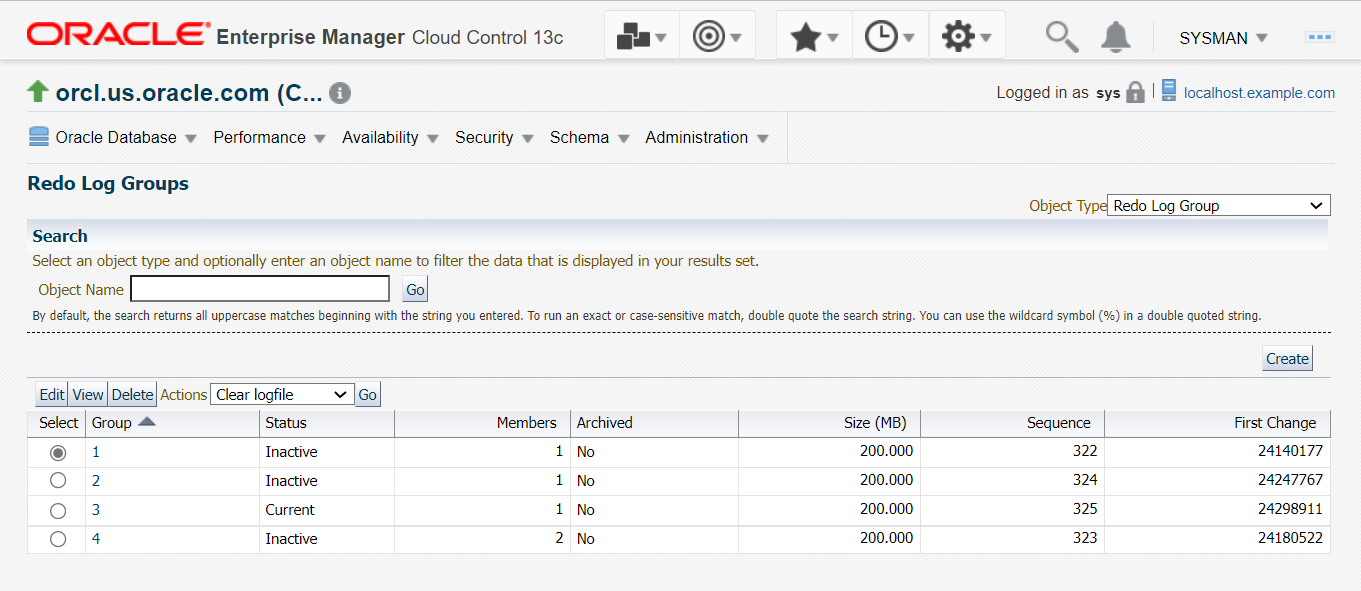 ORACLE® Enterprise Manager Cloud Control 13c SYSMAN
orcl.us.oracle.com (C... Logged in as sys localhost.example.com
Oracle Database Performance Availability Security Schema Administration
Redo Log Groups
Object Type Redo Log Group
Search
Select an object type and optionally enter an object name to filter the data that is displayed in your results set.
Object Name Go
By default, the search returns all uppercase matches beginning with the string you entered. To run an exact or case-sensitive match, double quote the search string. You can use the wildcard symbol (%) in a double quoted string.
Create
Edit View Delete Actions Clear logfile Go
Select Group Status Members Archived Size (MB) Sequence First Change
1 Inactive 1 No 200.000 322 24140177
2 Inactive 1 No 200.000 324 24247767
3 Current 1 No 200.000 325 24298911
4 Inactive 2 No 200.000 323 24180522